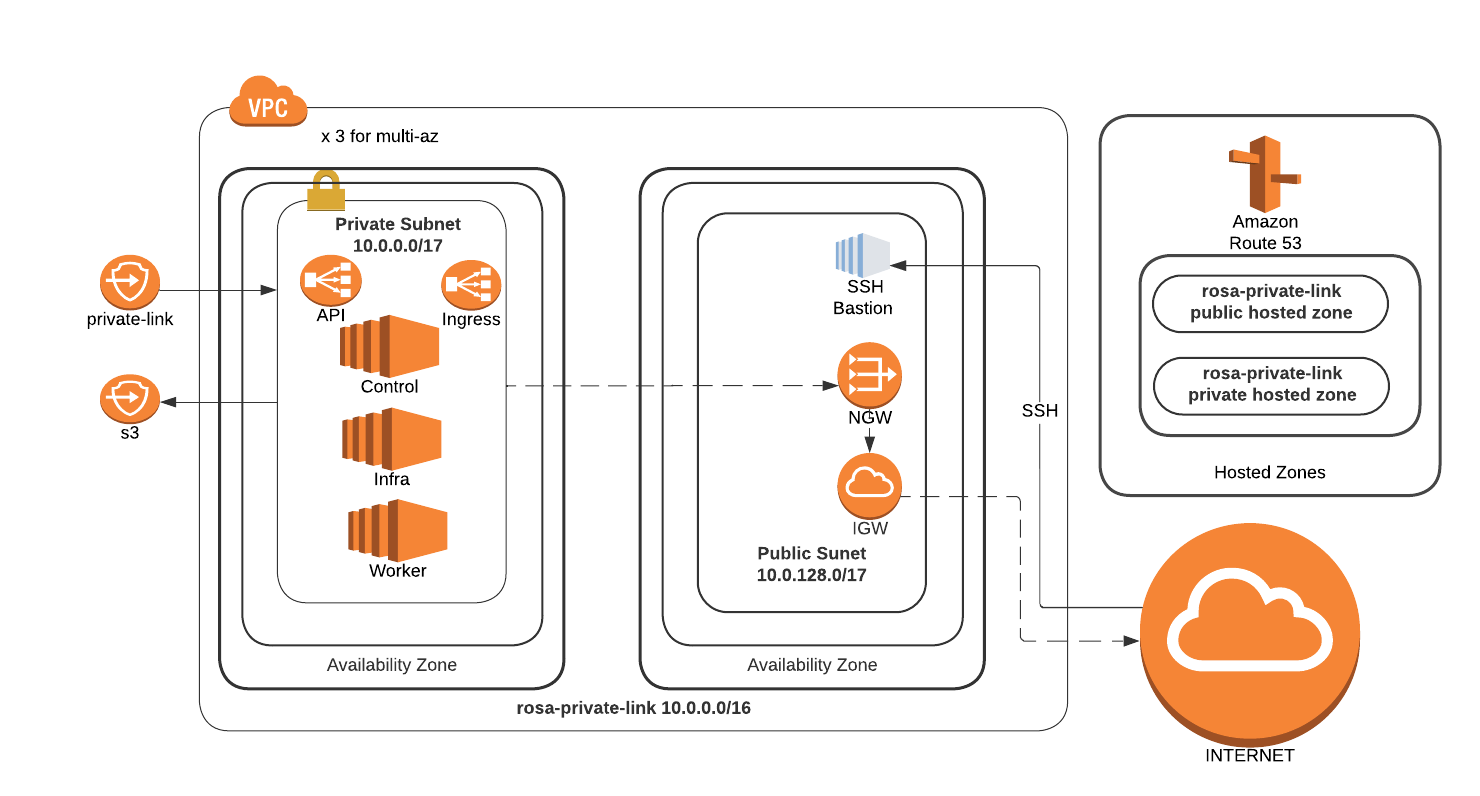 VPC
x 3 for multi-az
Private Subnet
10.0.0.0/17
API
Ingress
private-link
Control
s3
Infra
Worker
Availability Zone
SSH
Bastion
NGW
IGW
Public Sunet
10.0.128.0/17
Availability Zone
rosa-private-link 10.0.0.0/16
SSH
Amazon
Route 53
rosa-private-link
public hosted zone
rosa-private-link
private hosted zone
Hosted Zones
INTERNET